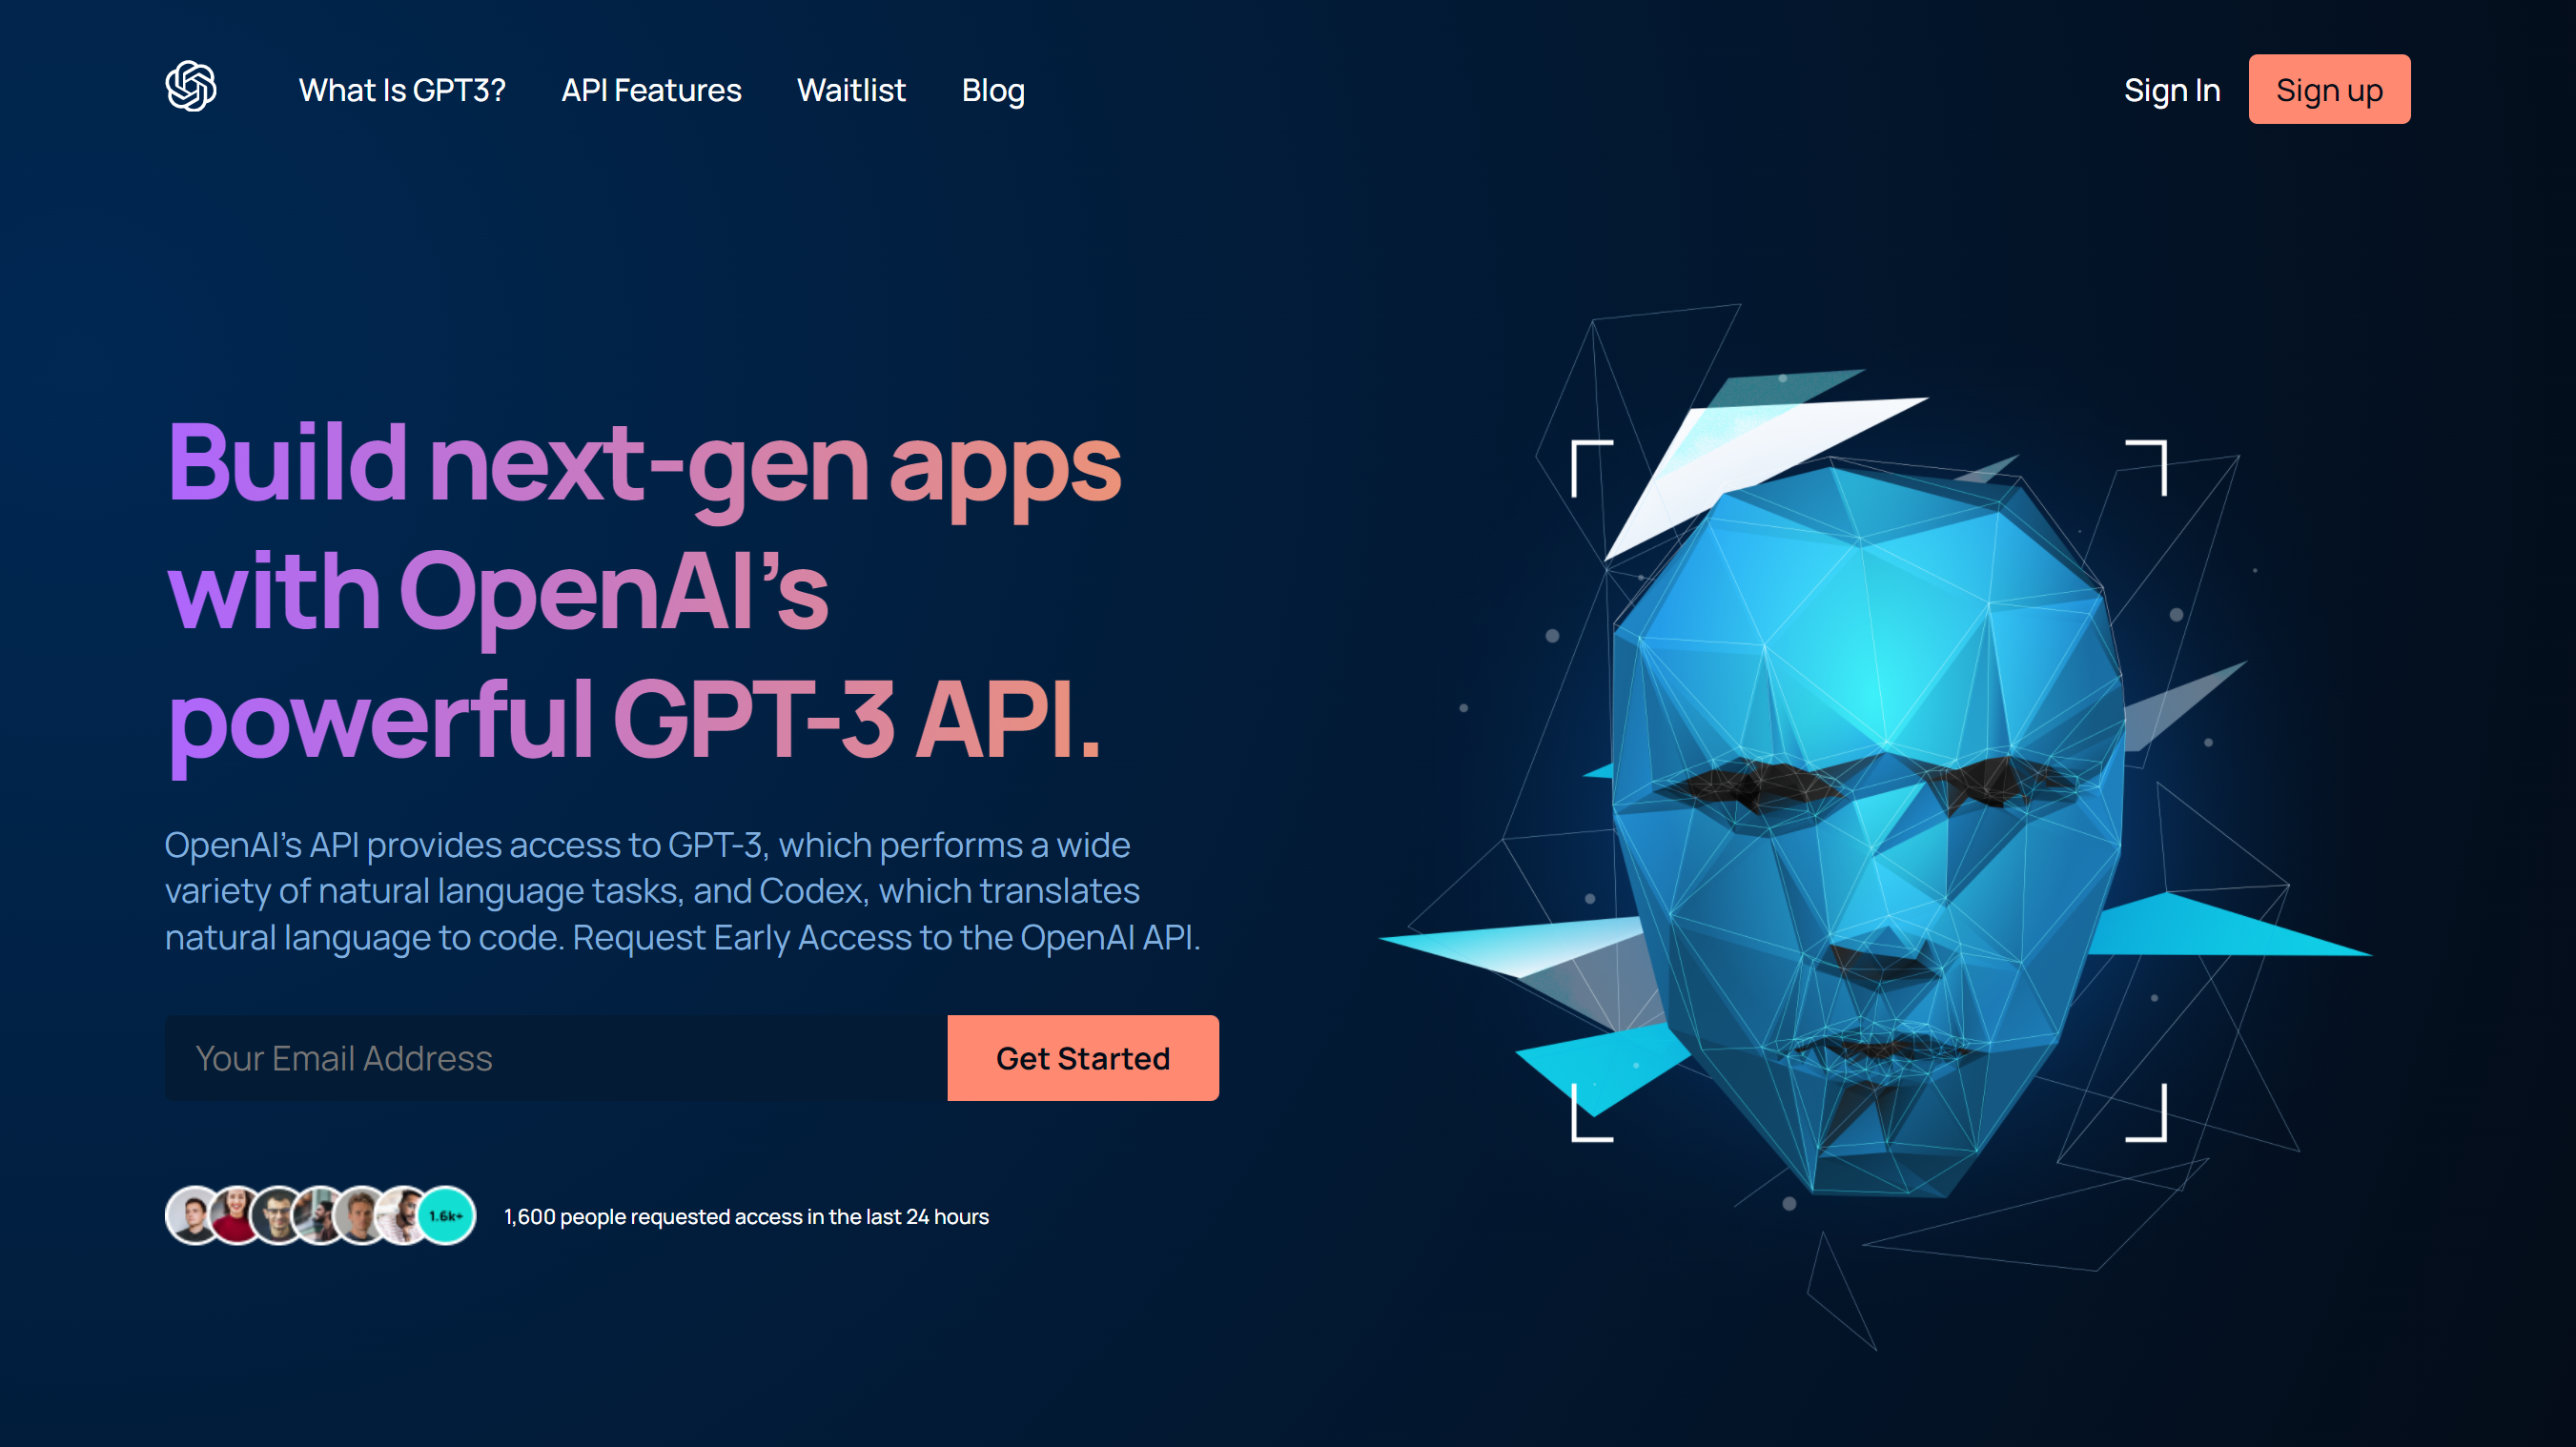 What Is GPT3?
API Features
Waitlist
Blog
Sign In
Sign up
Build next-gen apps
with OpenAI’s
powerful GPT-3 API.
OpenAI’s API provides access to GPT-3, which performs a wide
variety of natural language tasks, and Codex, which translates
natural language to code. Request Early Access to the OpenAI API.
Your Email Address
Get Started
1.6k+
1,600 people requested access in the last 24 hours